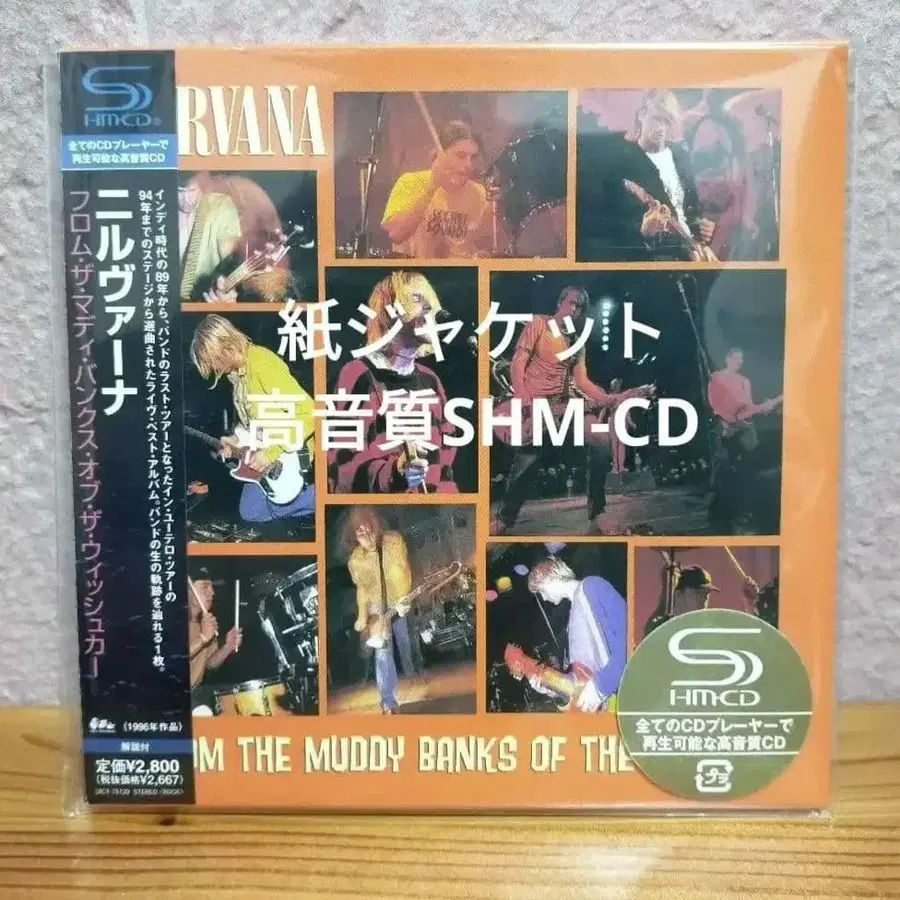 SHM-CD®
全てのCDプレーヤーで
再生可能な高音質CD
RVANA
インディ時代の89年から、バンドのラスト・ツアーとなったイン・ユーテロ・ツアーの
94年までのステージから選曲されたライヴ・ベスト・アルバム。バンドの生の軌跡を辿れる1枚。
ニルヴァーナ
フロム・ザ・マディ・バンクス・オブ・ザ・ウィッシュカー
紙ジャケット
高音質SHM-CD
(1996年作品)
解説付
定価¥2,800
(税抜価格¥2,667)
STEREO
OM THE MUDDY BANKS OF THE
SHM-CD
全てのCDプレーヤーで
再生可能な高音質CD
プラ